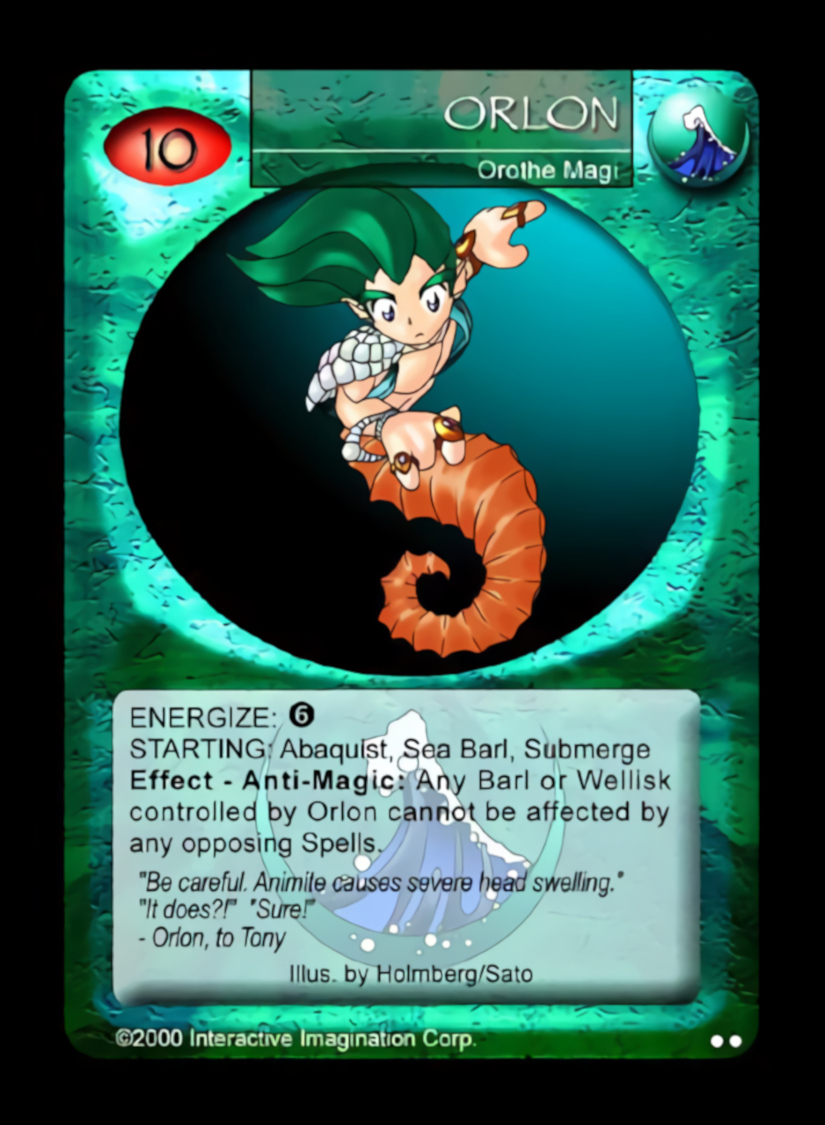 10
ORLON
Orothe Magi
ENERGIZE: 6
STARTING: Abaquist, Sea Barl, Submerge
Effect - Anti-Magic: Any Barl or Wellisk
controlled by Orlon cannot be affected by
any opposing Spells.
"Be careful. Animite causes severe head swelling."
"It does?!" "Sure!"
- Orlon, to Tony
Illus. by Holmberg/Sato
©2000 Interactive Imagination Corp.